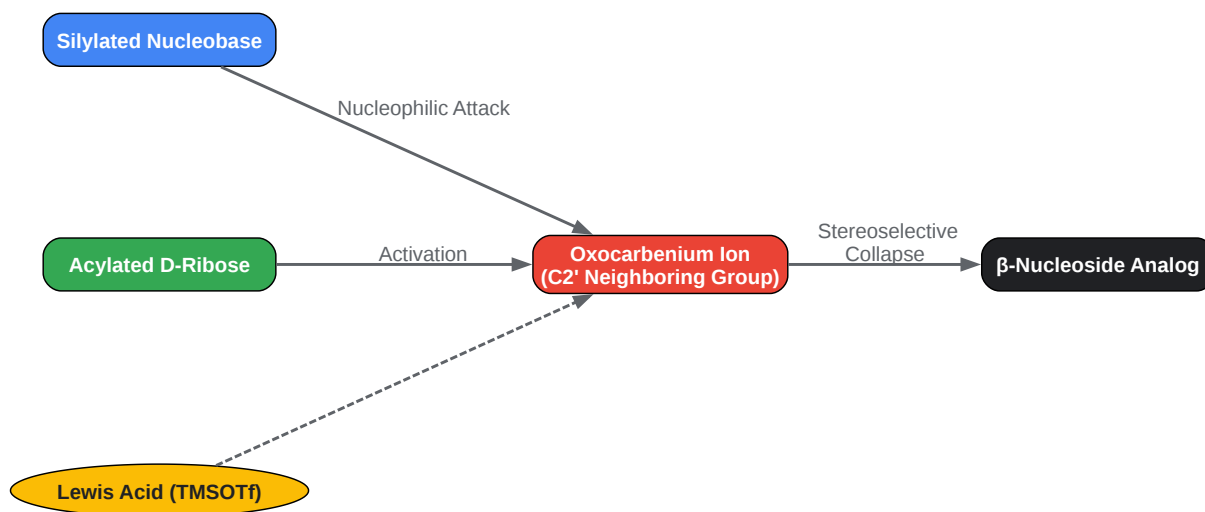 Silylated Nucleobase
Nucleophilic Attack
Acylated D-Ribose
Activation
Oxocarbenium Ion
(C2' Neighboring Group)
Stereoselective
Collapse
β-Nucleoside Analog
Lewis Acid (TMSOTf)